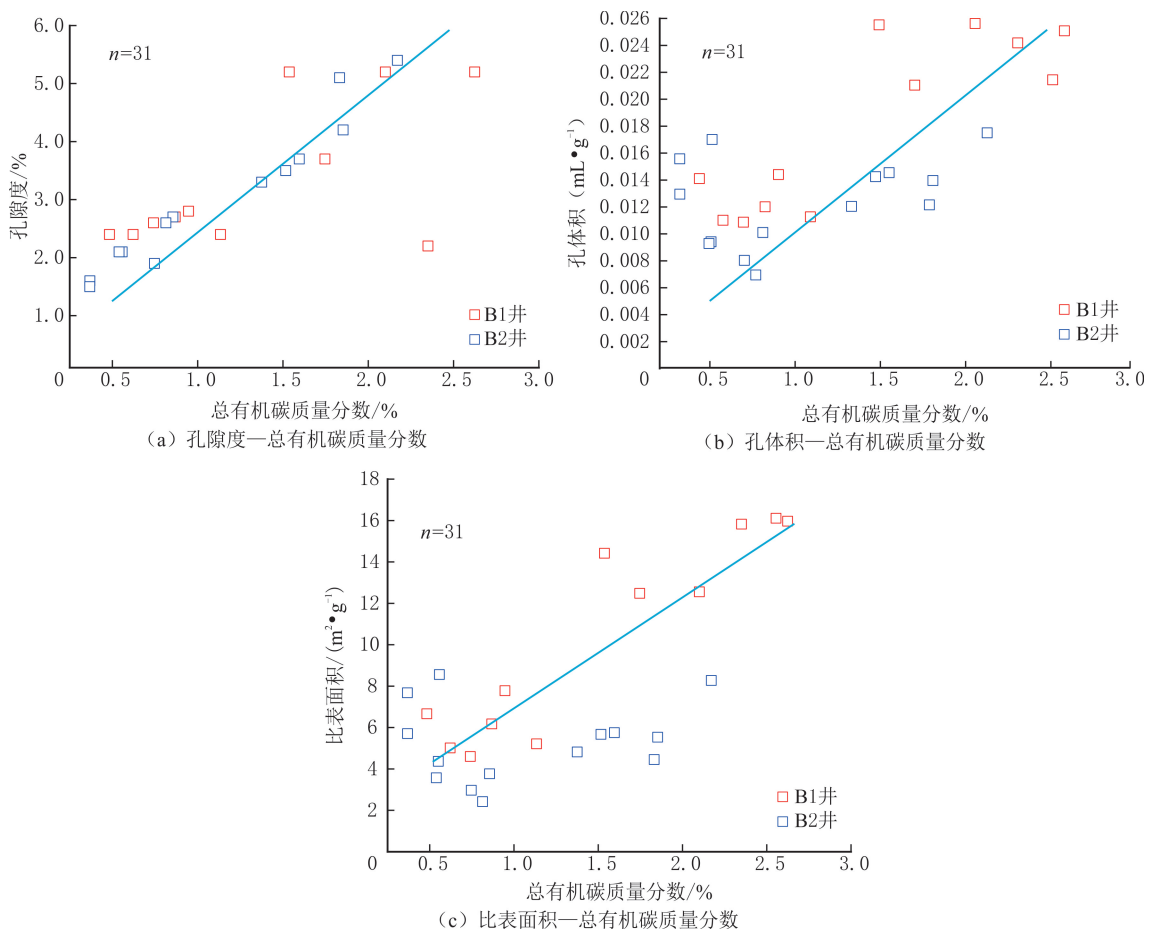 6.0
5.0
4.0
3.0
2.0
1.0
0
0.5
1.0
1.5
2.0
2.5
3.0
孔隙度/%
n=31
B1井
B2井
总有机碳质量分数/%
(a) 孔隙度—总有机碳质量分数
0.026
0.024
0.022
0.020
0.018
0.016
0.014
0.012
0.010
0.008
0.006
0.004
0.002
0
0.5
1.0
1.5
2.0
2.5
3.0
孔体积 (mL•g⁻¹)
n=31
B1井
B2井
总有机碳质量分数/%
(b) 孔体积—总有机碳质量分数
18
16
14
12
10
8
6
4
2
0
0.5
1.0
1.5
2.0
2.5
3.0
比表面积/(m²•g⁻¹)
n=31
B1井
B2井
总有机碳质量分数/%
(c) 比表面积—总有机碳质量分数